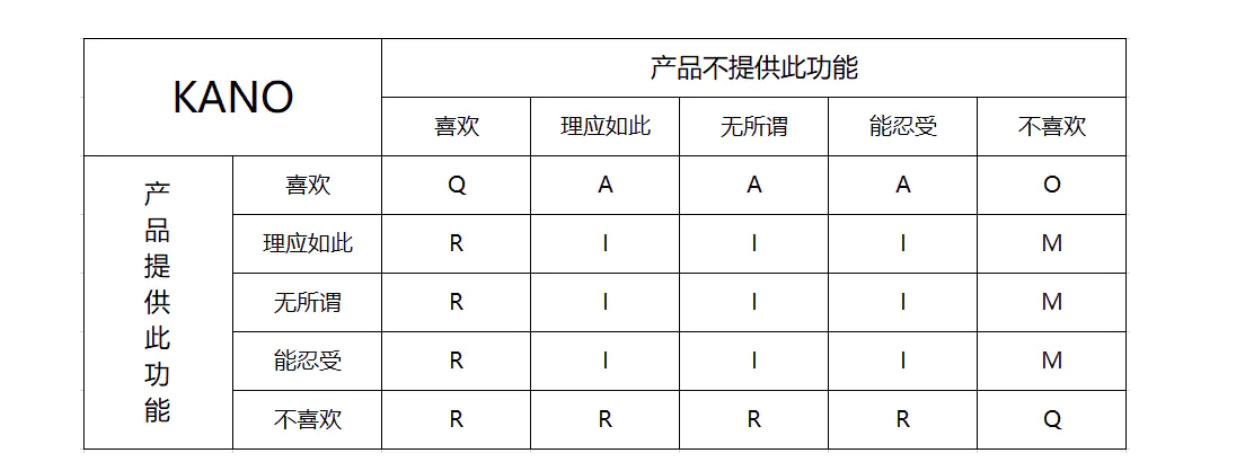 KANO
产品不提供此功能
喜欢 理应如此 无所谓 能忍受 不喜欢
产品提供此功能
喜欢 Q A A A O
理应如此 R I I I M
无所谓 R I I I M
能忍受 R I I I M
不喜欢 R R R R Q